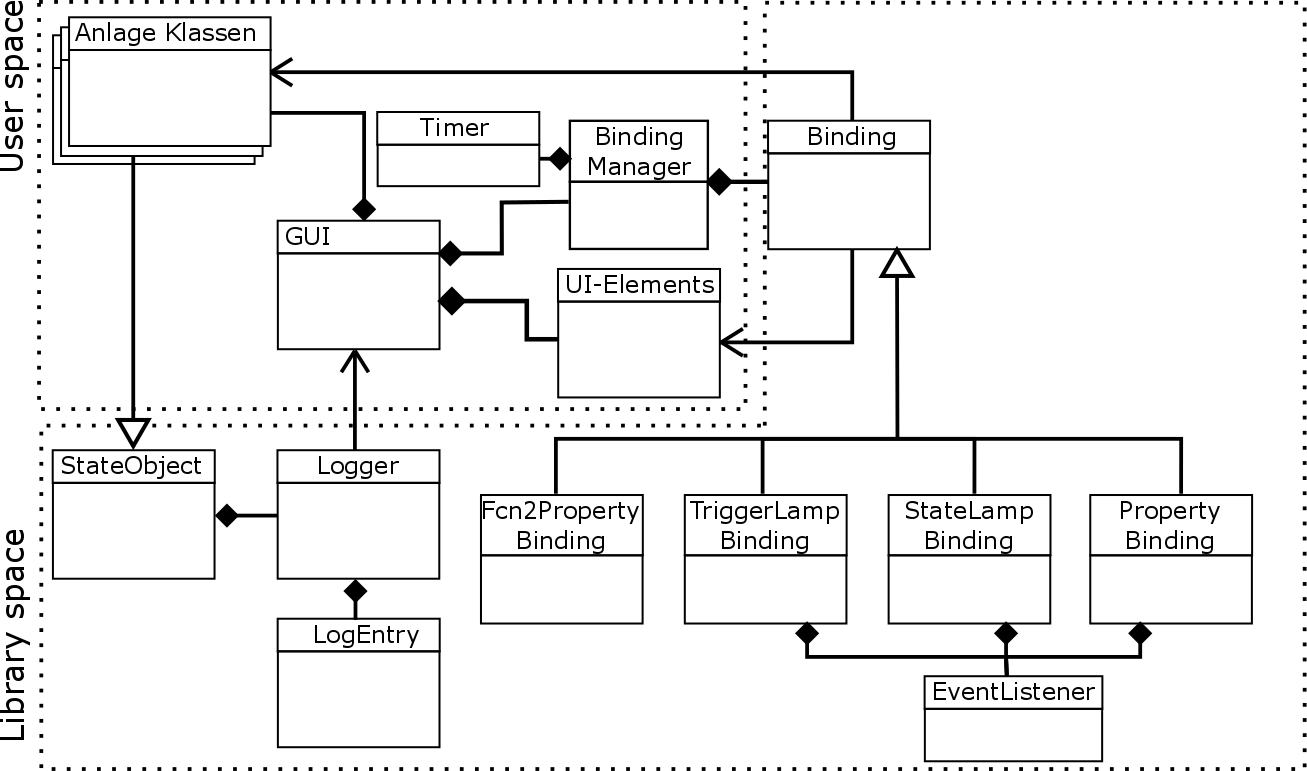 User space
Anlage Klassen
Timer
Binding
Manager
Binding
GUI
UI-Elements
Library space
StateObject
Logger
Fcn2Property
Binding
TriggerLamp
Binding
StateLamp
Binding
Property
Binding
LogEntry
EventListener